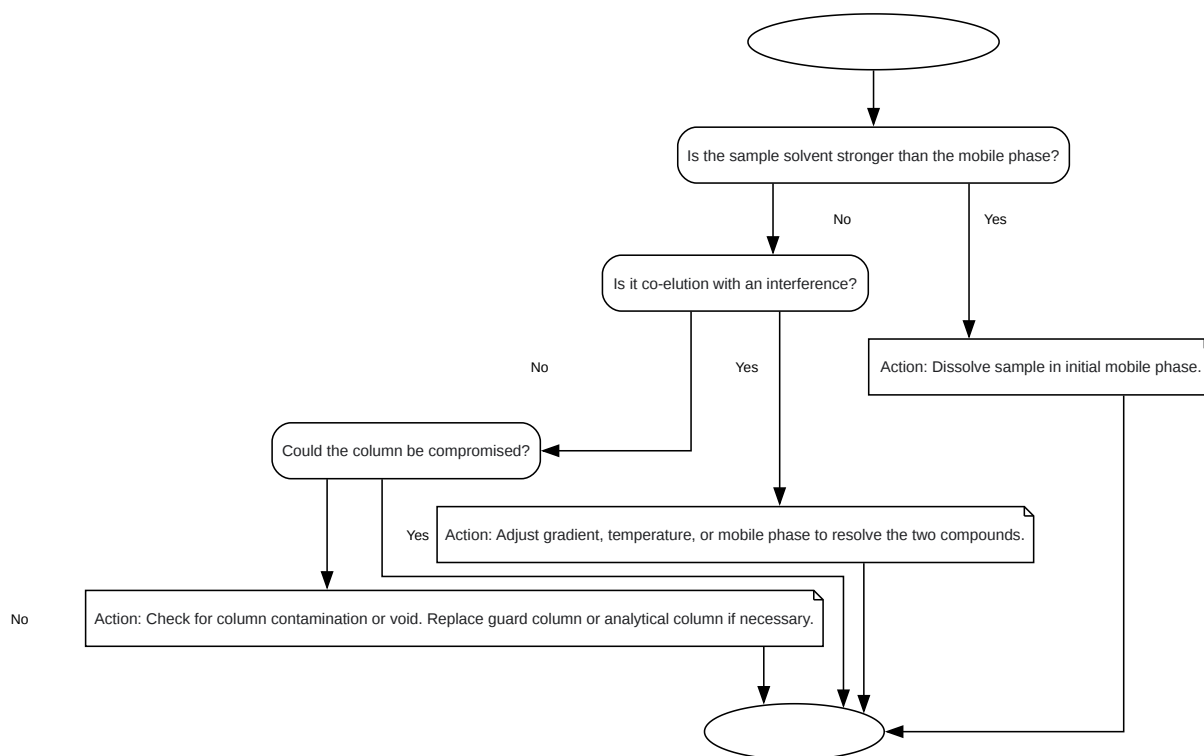 Is the sample solvent stronger than the mobile phase?
No
Yes
Is it co-elution with an interference?
No
Yes
Action: Dissolve sample in initial mobile phase.
Could the column be compromised?
Yes
Action: Adjust gradient, temperature, or mobile phase to resolve the two compounds.
No
Action: Check for column contamination or void. Replace guard column or analytical column if necessary.